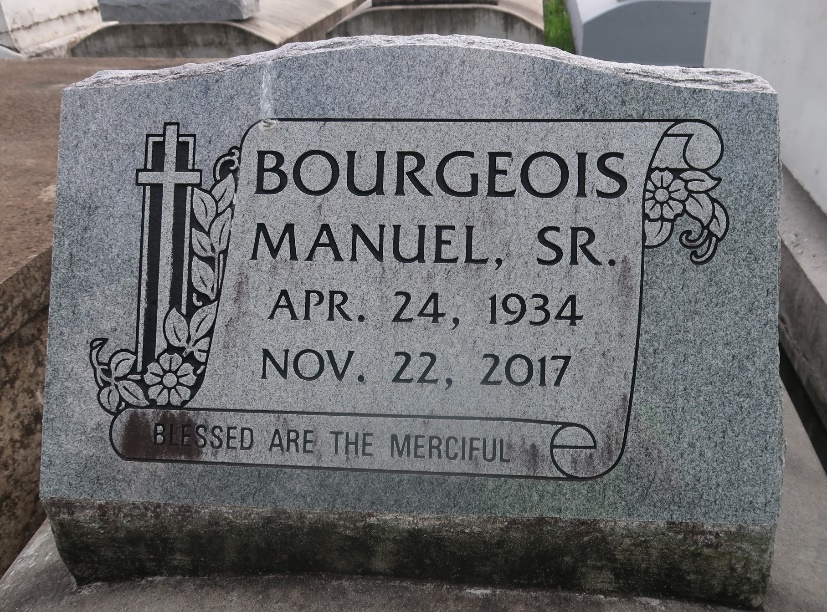 BOURGEOIS
MANUEL, SR.
APR. 24, 1934
NOV. 22, 2017
BLESSED ARE THE MERCIFUL